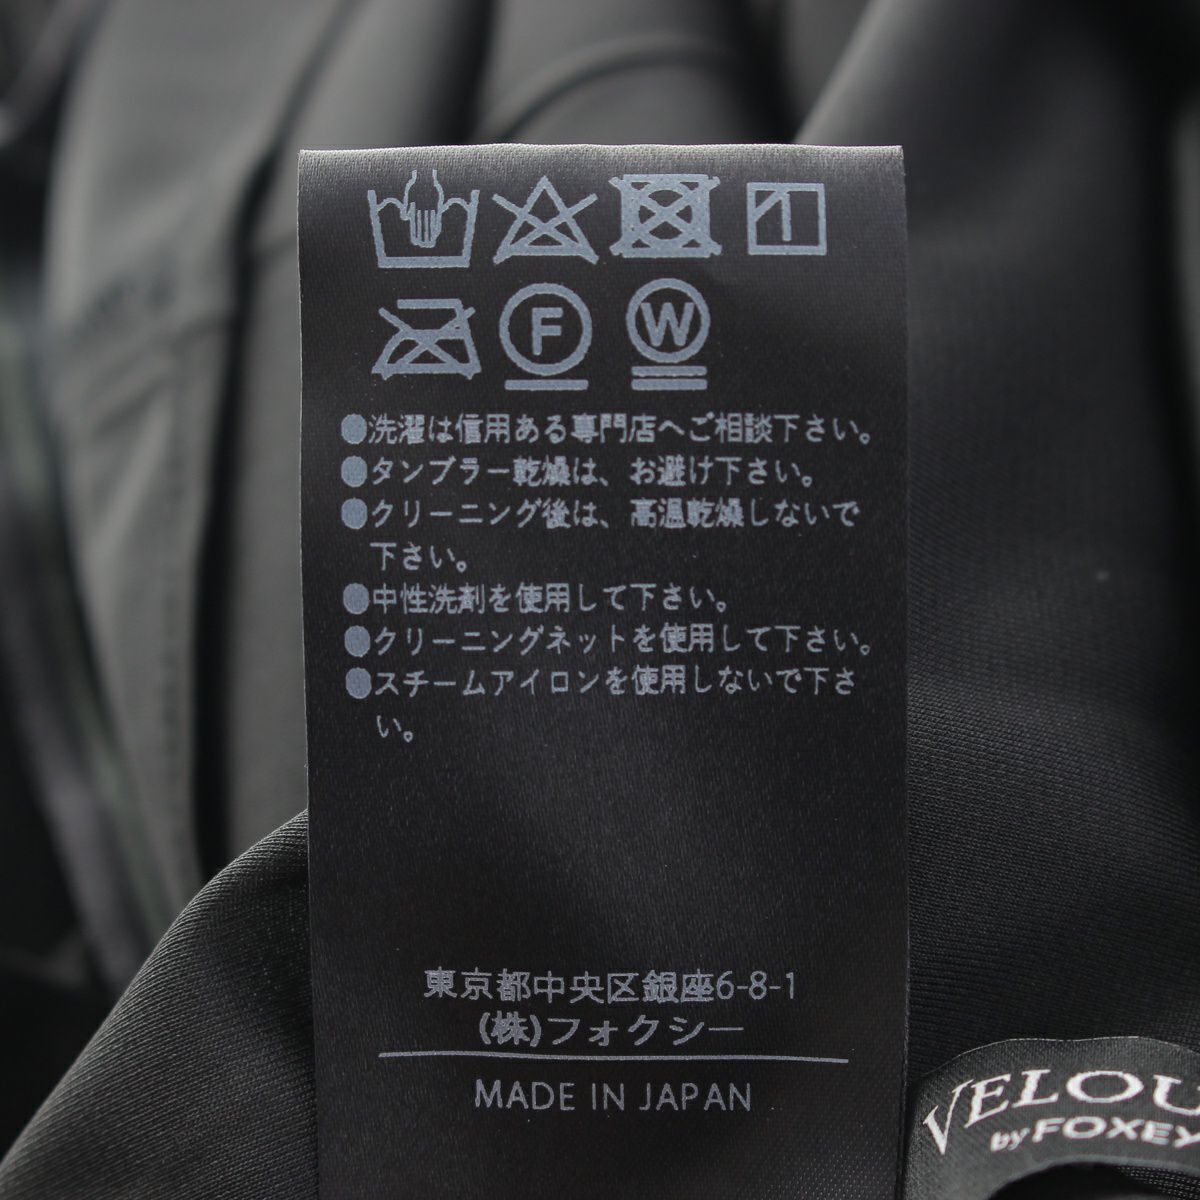 F W
●洗濯は信用ある専門店へご相談下さい。
●タンブラー乾燥は、お避け下さい。
●クリーニング後は、高温乾燥しないで
下さい。
●中性洗剤を使用して下さい。
●クリーニングネットを使用して下さい。
●スチームアイロンを使用しないで下さ
い。
東京都中央区銀座6-8-1
(株)フォクシー
MADE IN JAPAN
VELOU
by FOXEY